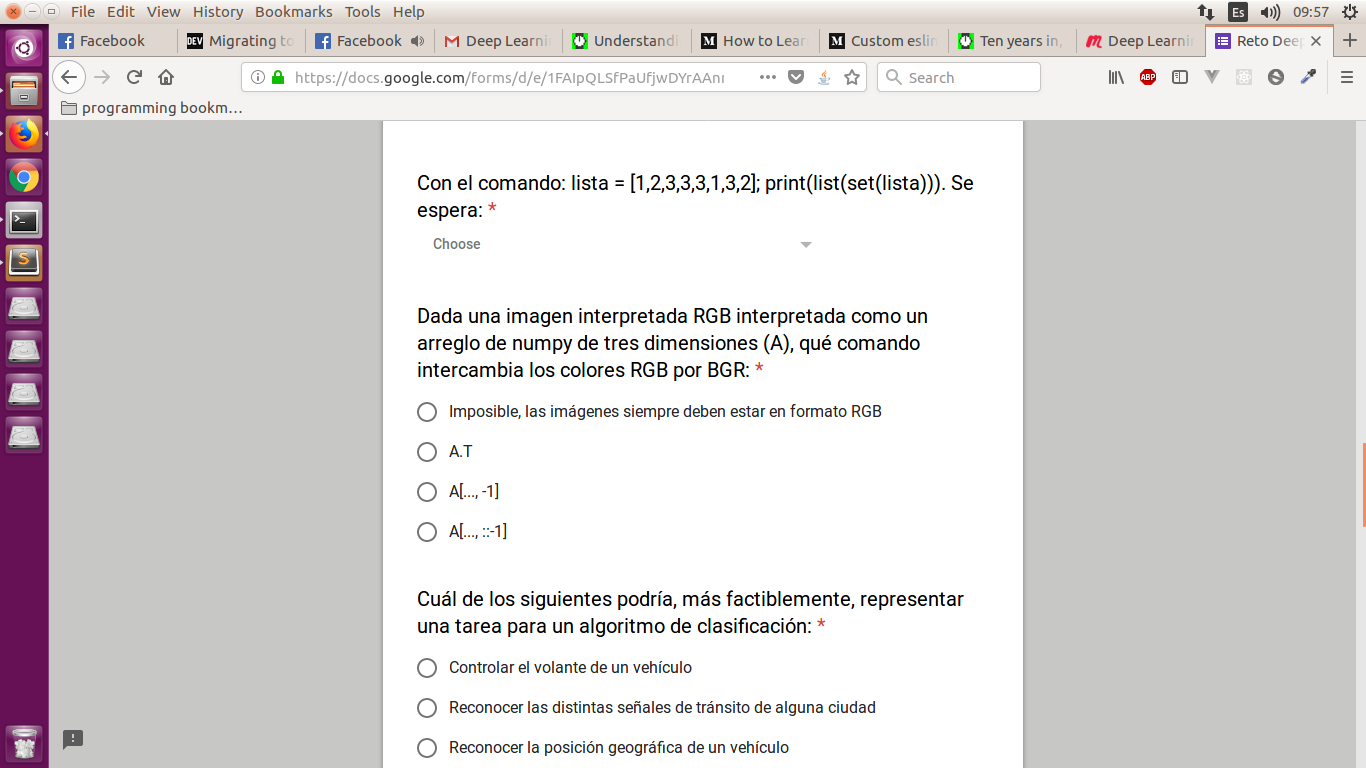 File Edit View History Bookmarks Tools Help
Es
09:57
Facebook
DEV Migrating to
Facebook
Deep Learnin
Understandi
M How to Lear
M Custom eslin
Ten years in,
Deep Learnin
Reto Deep
https://docs.google.com/forms/d/e/1FAIpQLSfPaUfjwDYrAAnr
Search
ABP
programming bookm...
Con el comando: lista = [1,2,3,3,3,1,3,2]; print(list(set(lista))). Se
espera: *
Choose
Dada una imagen interpretada RGB interpretada como un
arreglo de numpy de tres dimensiones (A), qué comando
intercambia los colores RGB por BGR: *
Imposible, las imágenes siempre deben estar en formato RGB
A.T
A[..., -1]
A[..., ::-1]
Cuál de los siguientes podría, más factiblemente, representar
una tarea para un algoritmo de clasificación: *
Controlar el volante de un vehículo
Reconocer las distintas señales de tránsito de alguna ciudad
Reconocer la posición geográfica de un vehículo